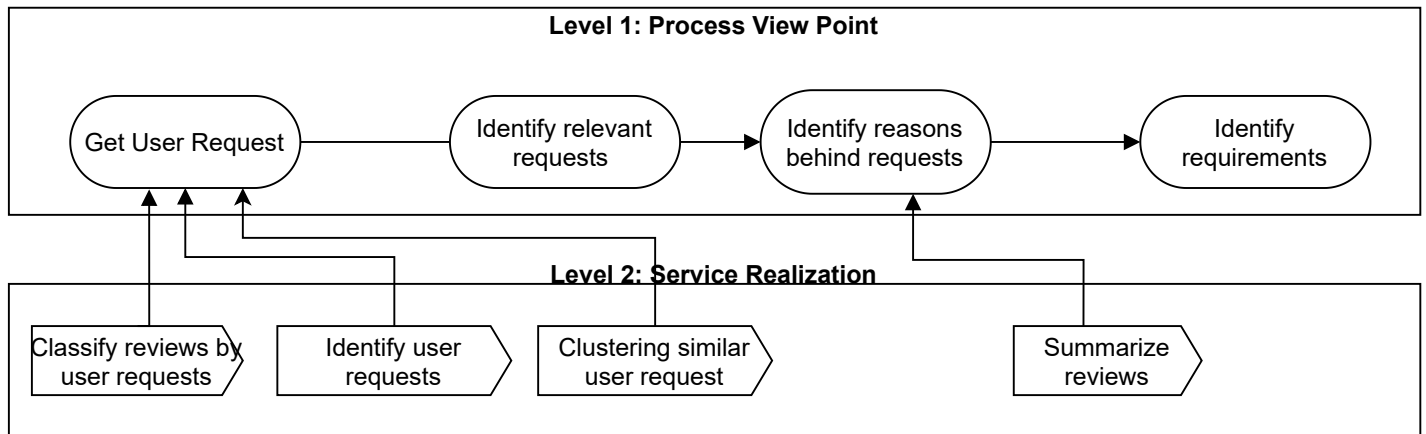 Level 1: Process View Point
Get User Request
Identify relevant
requests
Identify reasons
behind requests
Identify
requirements
Level 2: Service Realization
Classify reviews by
user requests
Identify user
requests
Clustering similar
user request
Summarize
reviews